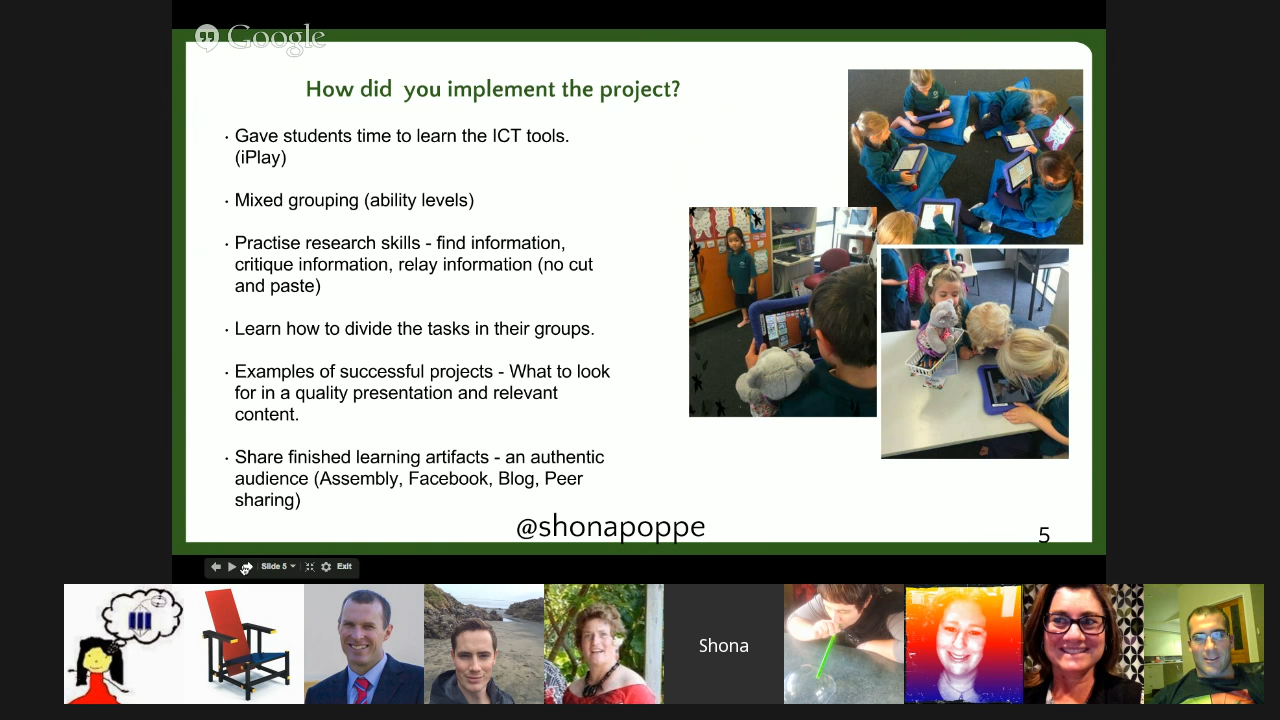 Google
How did you implement the project?
· Gave students time to learn the ICT tools.
(iPlay)
· Mixed grouping (ability levels)
· Practise research skills - find information,
critique information, relay information (no cut
and paste)
· Learn how to divide the tasks in their groups.
· Examples of successful projects - What to look
for in a quality presentation and relevant
content.
· Share finished learning artifacts - an authentic
audience (Assembly, Facebook, Blog, Peer
sharing)
@shonapoppe
5
Slide 5
Exit
Shona